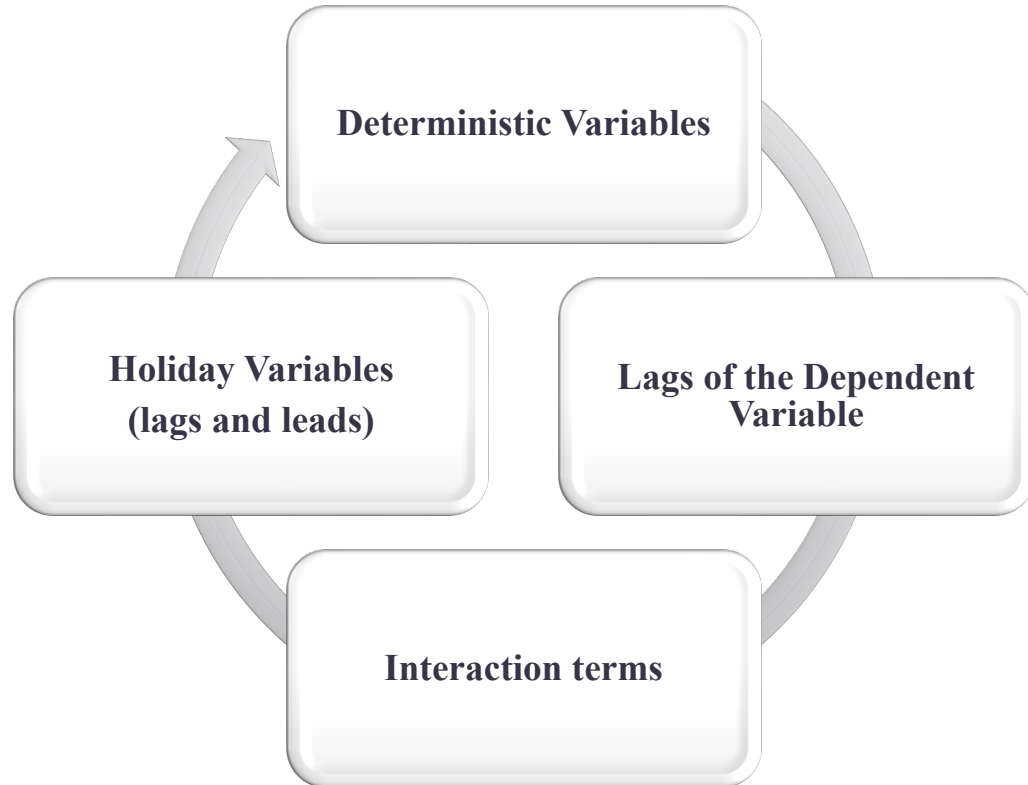 Deterministic Variables
Holiday Variables
(lags and leads)
Lags of the Dependent
Variable
Interaction terms